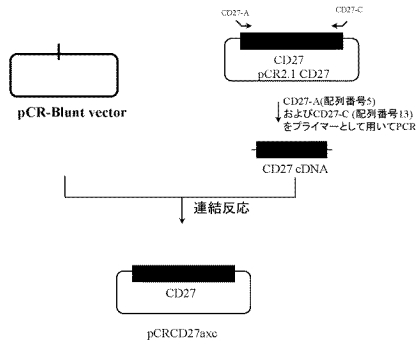 CD27-A
CD27-C
CD27
pCR2.1 CD27
pCR-Blunt vector
CD27-A(配列番号5)
およびCD27-C (配列番号13)
をプライマーとして用いてPCR
CD27 cDNA
連結反応
CD27
pCRCD27axc